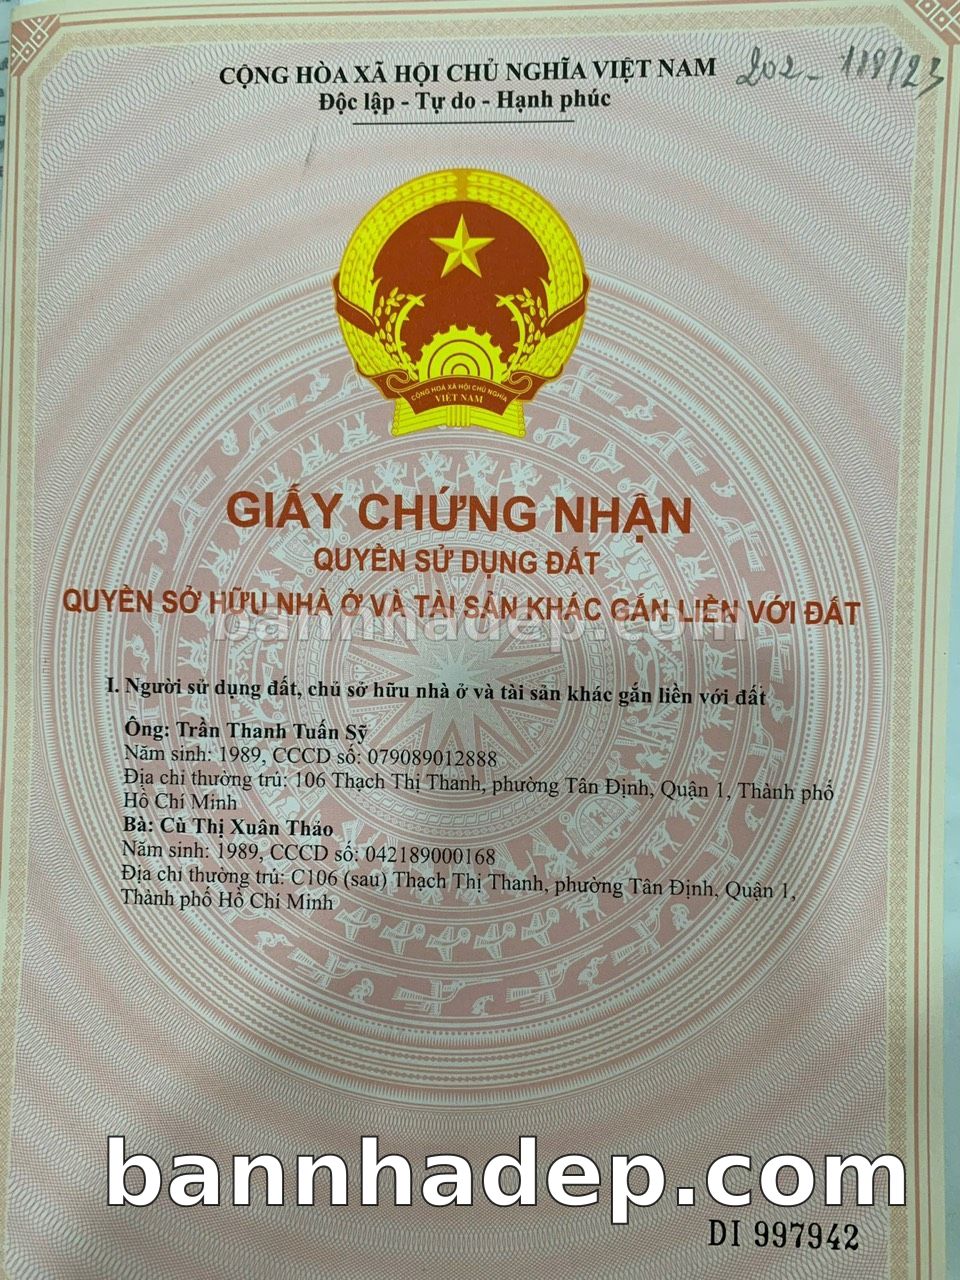 CỘNG HÒA XÃ HỘI CHỦ NGHĨA VIỆT NAM
202 - 119/23
Độc lập - Tự do - Hạnh phúc
CỘNG HOÀ XÃ HỘI CHỦ NGHĨA
VIỆT NAM
GIẤY CHỨNG NHẬN
QUYỀN SỬ DỤNG ĐẤT
QUYỀN SỞ HỮU NHÀ Ở VÀ TÀI SẢN KHÁC GẮN LIỀN VỚI ĐẤT
bannhadep.com
I. Người sử dụng đất, chủ sở hữu nhà ở và tài sản khác gắn liền với đất
Ông: Trần Thanh Tuấn Sỹ
Năm sinh: 1989, CCCD số: 079089012888
Địa chỉ thường trú: 106 Thạch Thị Thanh, phường Tân Định, Quận 1, Thành phố
Hồ Chí Minh
Bà: Cù Thị Xuân Thảo
Năm sinh: 1989, CCCD số: 042189000168
Địa chỉ thường trú: C106 (sau) Thạch Thị Thanh, phường Tân Định, Quận 1,
Thành phố Hồ Chí Minh
bannhadep.com
DI 997942